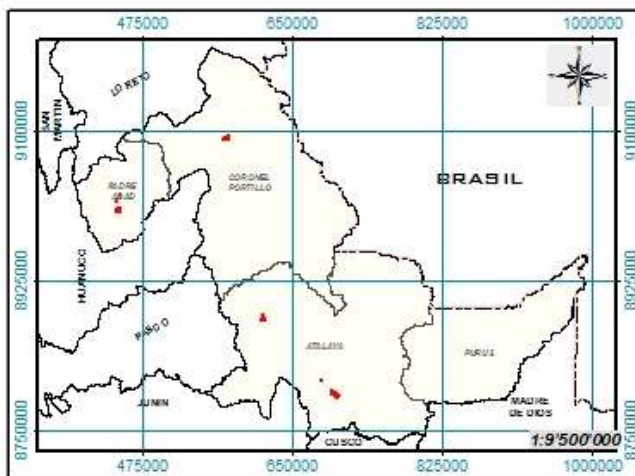 475000 650000 825000 1000000
LORETO
SAN
MARTIN
9100000 9100000
PADRE
ABAD
CORONEL
PORTILLO
BRASIL
HUANUCO
8925000 8925000
PASCO
ATALAYA
PURUS
JUNIN
MADRE
DE DIOS
CUSCO
1:9'500'000
8750000 8750000
475000 650000 825000 1000000